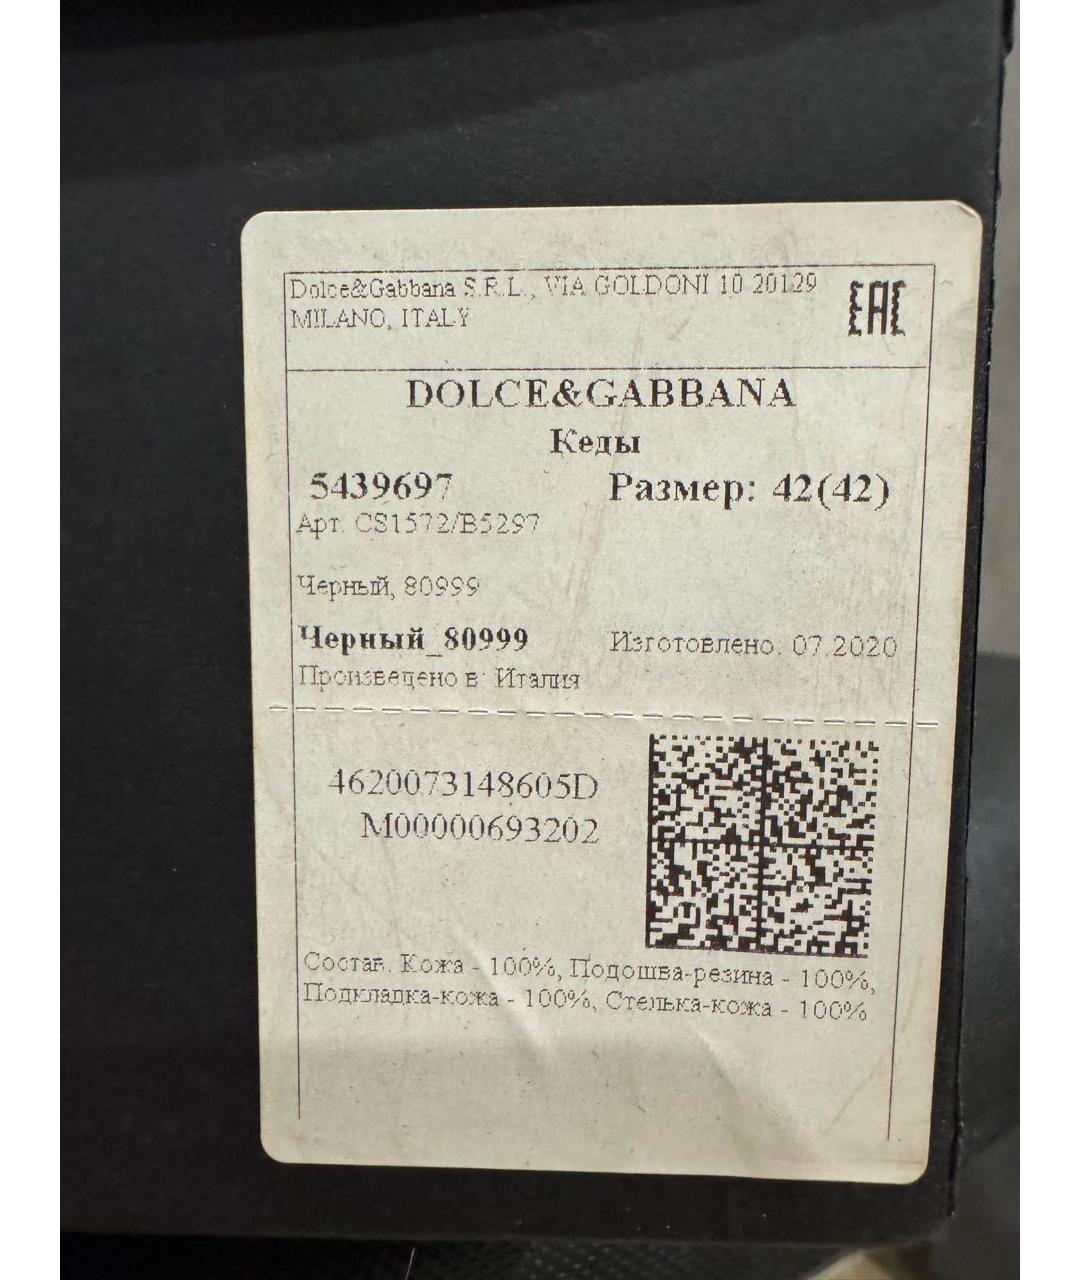 Dolce&Gabbana S.R.L., VIA GOLDONI 10 20129
MILANO, ITALY
EAC
DOLCE&GABBANA
Кеды
5439697 Размер: 42(42)
Арт. CS1572/B5297
Черный, 80999
Черный_80999 Изготовлено: 07.2020
Произведено в: Италия
4620073148605D
M00000693202
Состав. Кожа - 100%, Подошва-резина - 100%,
Подкладка-кожа - 100%, Стелька-кожа - 100%